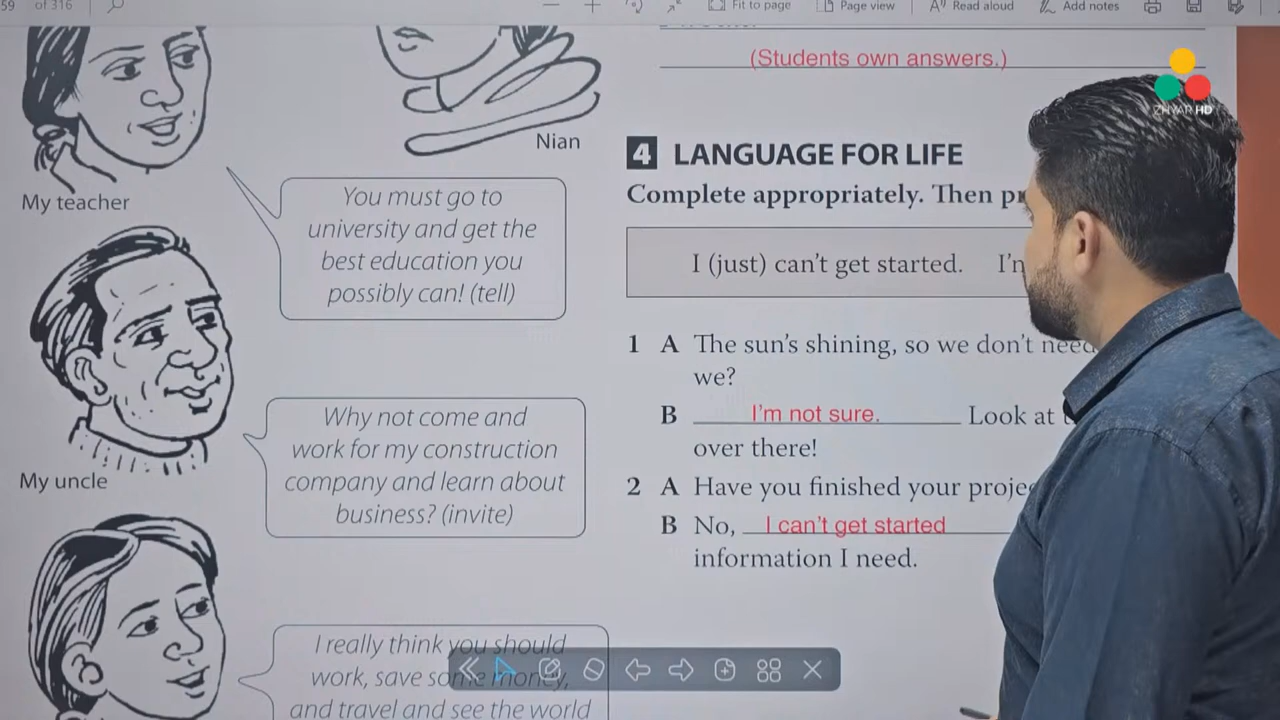 59 of 316
Fit to page
Page view
Read aloud
Add notes
ZHYAR HD
My teacher
Nian
You must go to
university and get the
best education you
possibly can! (tell)
My uncle
Why not come and
work for my construction
company and learn about
business? (invite)
I really think you should
work, save some money,
and travel and see the world
(Students own answers.)
4 LANGUAGE FOR LIFE
Complete appropriately. Then
I (just) can't get started.
1 A The sun's shining, so we don't need
we?
B I'm not sure. Look at
over there!
2 A Have you finished your
B No, I can't get started
information I need.